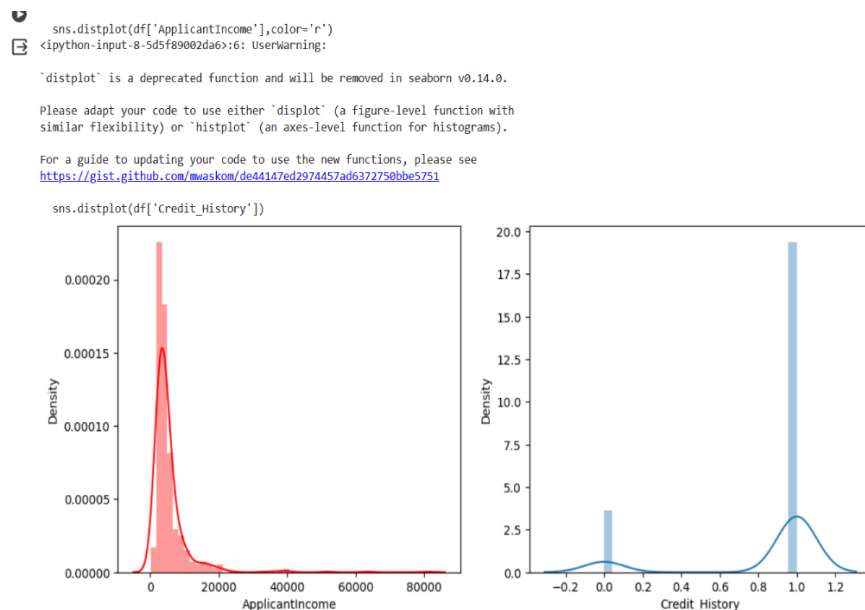 sns.distplot(df['ApplicantIncome'],color='r')
<ipython-input-8-5d5f89002da6>:6: UserWarning:
`distplot` is a deprecated function and will be removed in seaborn v0.14.0.
Please adapt your code to use either `displot` (a figure-level function with
similar flexibility) or `histplot` (an axes-level function for histograms).
For a guide to updating your code to use the new functions, please see
https://gist.github.com/mwaskom/de44147ed2974457ad6372750bbe5751
sns.distplot(df['Credit_History'])
0.00020
0.00015
0.00010
0.00005
0.00000
Density
0 20000 40000 60000 80000
ApplicantIncome
20.0
17.5
15.0
12.5
10.0
7.5
5.0
2.5
0.0
Density
−0.2 0.0 0.2 0.4 0.6 0.8 1.0 1.2
Credit_History